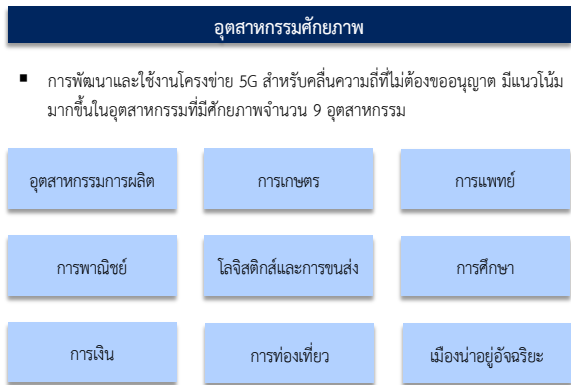 อุตสาหกรรมศักยภาพ
▪ การพัฒนาและใช้งานโครงข่าย 5G สำหรับคลื่นความถี่ที่ไม่ต้องขออนุญาต มีแนวโน้ม
มากขึ้นในอุตสาหกรรมที่มีศักยภาพจำนวน 9 อุตสาหกรรม
อุตสาหกรรมการผลิต
การเกษตร
การแพทย์
การพาณิชย์
โลจิสติกส์และการขนส่ง
การศึกษา
การเงิน
การท่องเที่ยว
เมืองน่าอยู่อัจฉริยะ